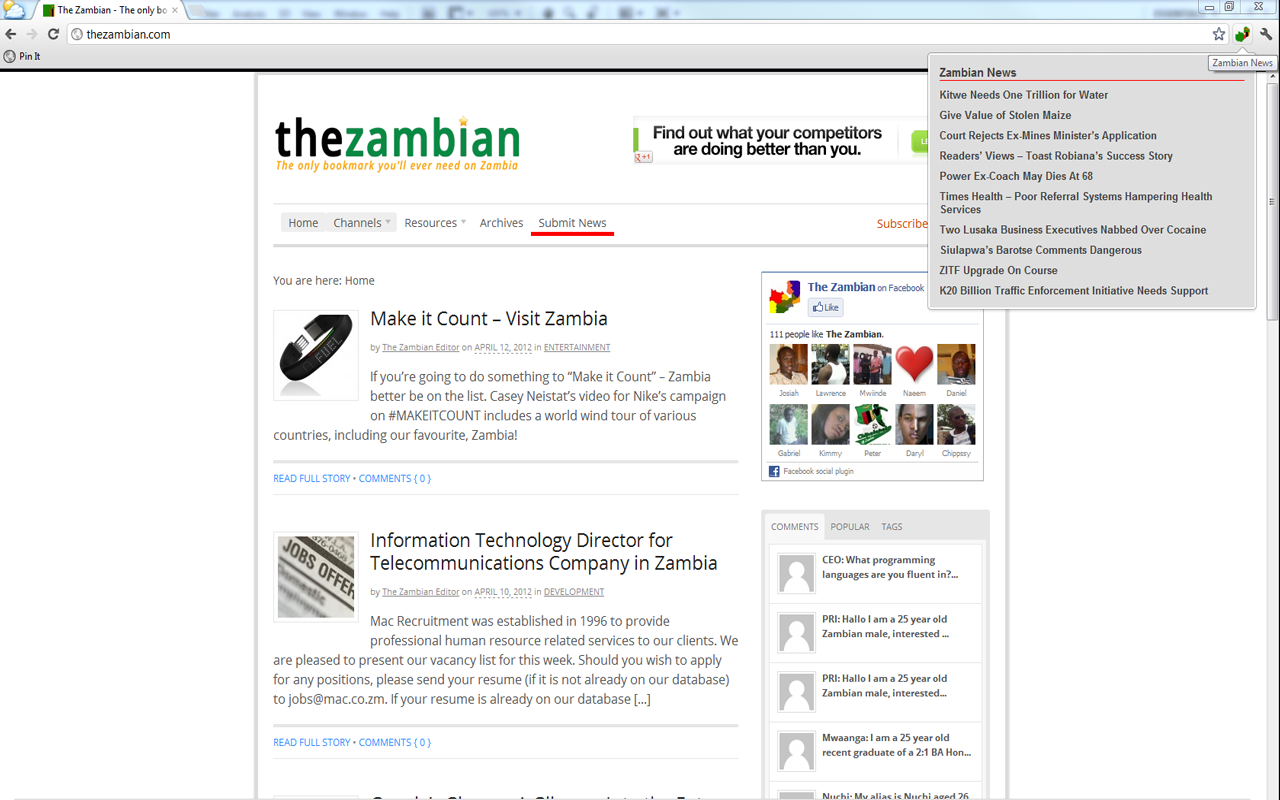 The Zambian - The only bo
thezambian.com
Pin It
Zambian News
Zambian News
Kitwe Needs One Trillion for Water
Give Value of Stolen Maize
Court Rejects Ex-Mines Minister's Application
Readers' Views – Toast Robiana's Success Story
Power Ex-Coach May Dies At 68
Times Health – Poor Referral Systems Hampering Health
Services
Two Lusaka Business Executives Nabbed Over Cocaine
Siulapwa's Barotse Comments Dangerous
ZITF Upgrade On Course
K20 Billion Traffic Enforcement Initiative Needs Support
thezambian
The only bookmark you'll ever need on Zambia
Find out what your competitors
are doing better than you.
g+1
Home Channels Resources Archives Submit News
Subscribe
You are here: Home
Make it Count – Visit Zambia
by The Zambian Editor on APRIL 12, 2012 in ENTERTAINMENT
FUEL
If you're going to do something to “Make it Count” – Zambia
better be on the list. Casey Neistat's video for Nike's campaign
on #MAKEITCOUNT includes a world wind tour of various
countries, including our favourite, Zambia!
READ FULL STORY • COMMENTS { 0 }
Information Technology Director for
Telecommunications Company in Zambia
by The Zambian Editor on APRIL 10, 2012 in DEVELOPMENT
JOBS OFFE
Mac Recruitment was established in 1996 to provide
professional human resource related services to our clients. We
are pleased to present our vacancy list for this week. Should you wish to apply
for any positions, please send your resume (if it is not already on our database)
to jobs@mac.co.zm. If your resume is already on our database [...]
READ FULL STORY • COMMENTS { 0 }
The Zambian on Facebook
Like
111 people like The Zambian.
Josiah Lawrence Mwiinde Naeem Daniel
Gabriel Kimmy Peter Daryl Chippssy
Facebook social plugin
COMMENTS POPULAR TAGS
CEO: What programming
languages are you fluent in?...
PRI: Hallo I am a 25 year old
Zambian male, interested ...
PRI: Hallo I am a 25 year old
Zambian male, interested...
Mwaanga: I am a 25 year old
recent graduate of a 2:1 BA Hon...
Nuchi: My alias is Nuchi aged 26